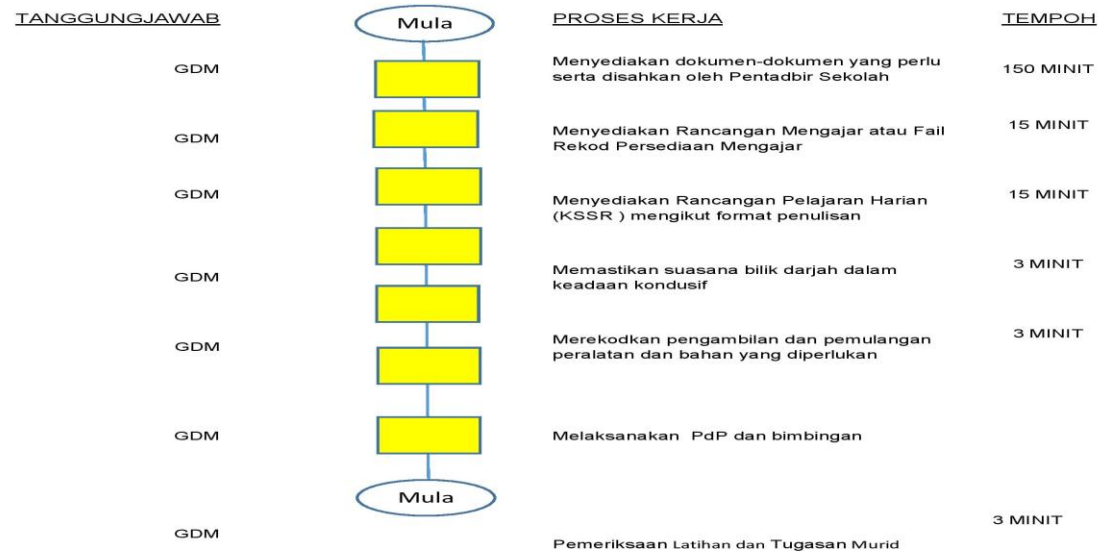 TANGGUNGJAWAB Mula PROSES KERJA TEMPOH
GDM Menyediakan dokumen-dokumen yang perlu 150 MINIT
serta disahkan oleh Pentadbir Sekolah
GDM Menyediakan Rancangan Mengajar atau Fail 15 MINIT
Rekod Persediaan Mengajar
GDM Menyediakan Rancangan Pelajaran Harian 15 MINIT
(KSSR ) mengikut format penulisan
GDM Memastikan suasana bilik darjah dalam 3 MINIT
keadaan kondusif
GDM Merekodkan pengambilan dan pemulangan 3 MINIT
peralatan dan bahan yang diperlukan
GDM Melaksanakan PdP dan bimbingan
Mula
3 MINIT
GDM Pemeriksaan Latihan dan Tugasan Murid